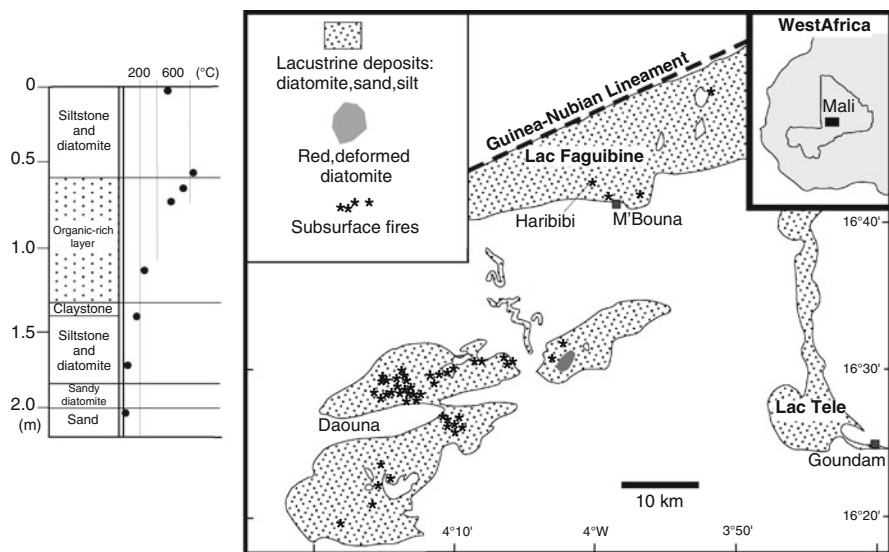 200 600 (°C)
0
Siltstone
and
diatomite
0.5
Organic-rich
layer
1.0
Claystone
1.5
Siltstone
and
diatomite
Sandy
diatomite
2.0
(m)
Sand
Lacustrine deposits:
diatomite,sand,silt
Red,deformed
diatomite
Subsurface fires
WestAfrica
Mali
Guinea-Nubian Lineament
Lac Faguibine
Haribibi
M'Bouna
16°40'
16°30'
Daouna
Lac Tele
Goundam
10 km
16°20'
4°10'
4°0'
3°50'